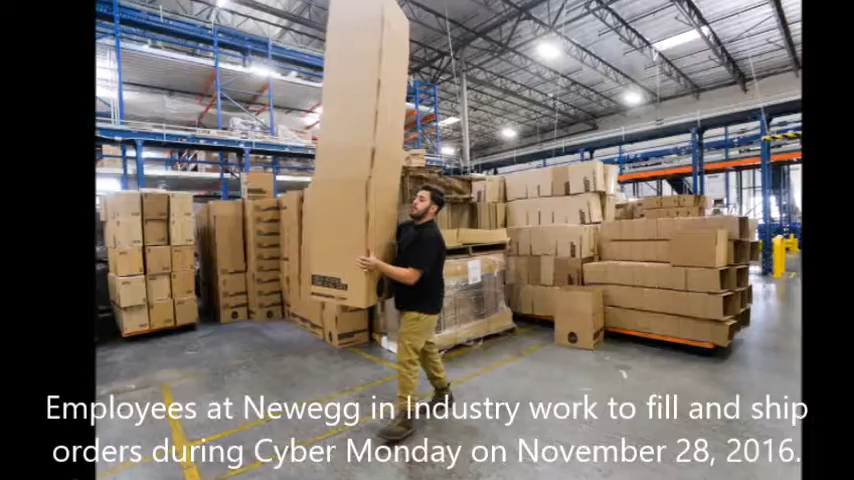 Employees at Newegg in Industry work to fill and ship
orders during Cyber Monday on November 28, 2016.